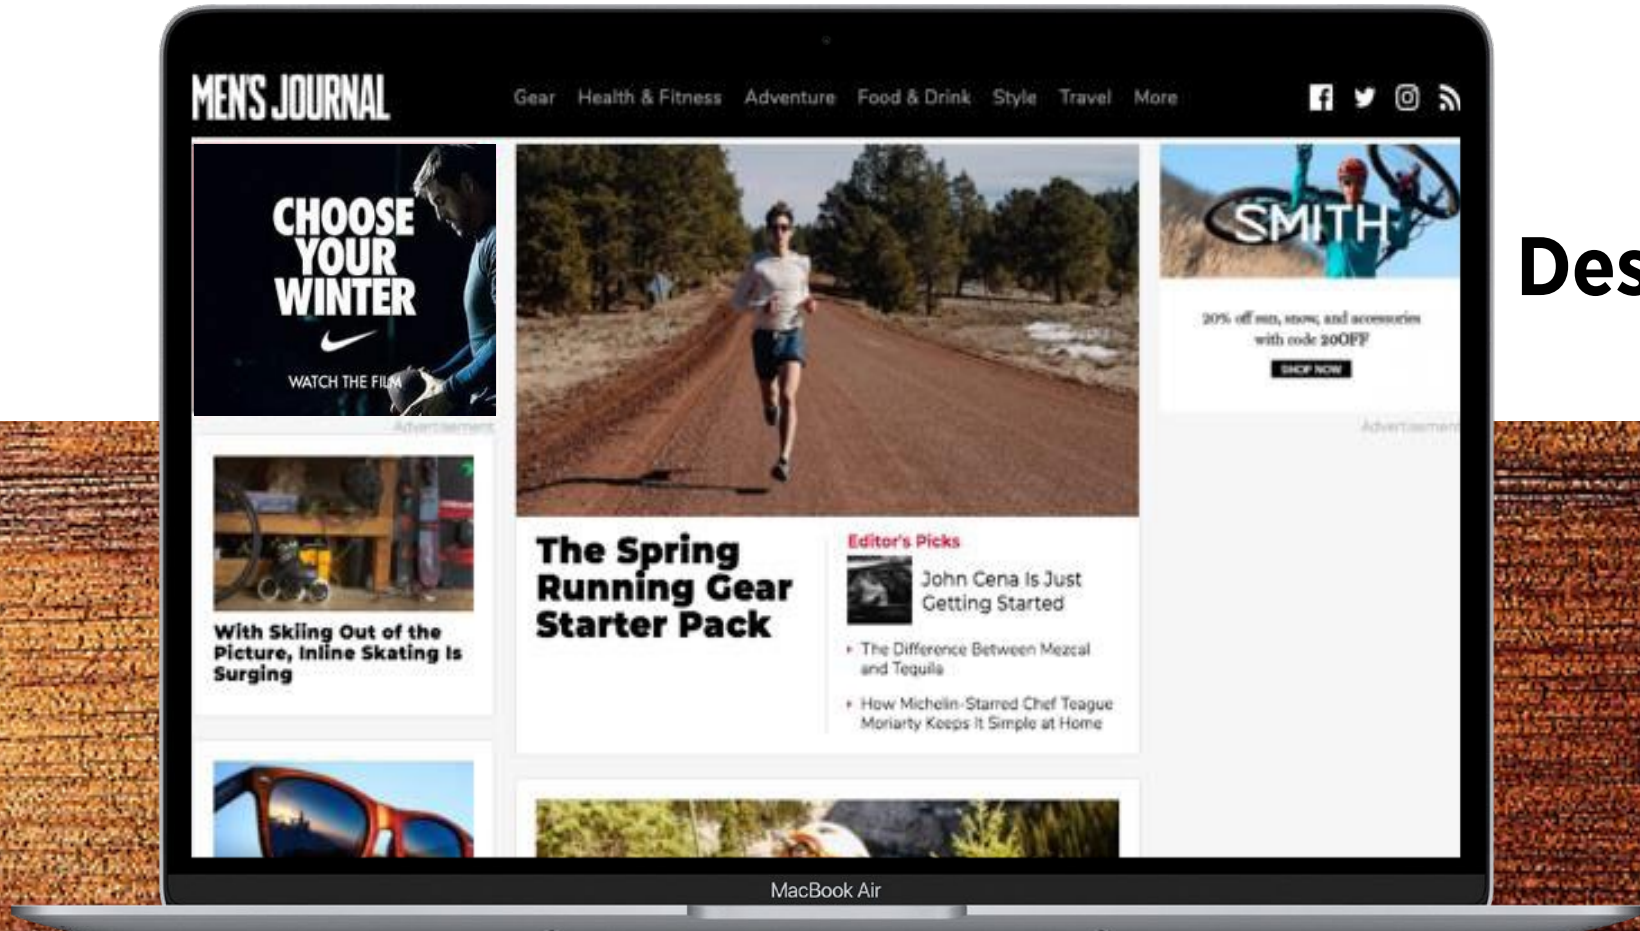 MEN'S JOURNAL
Gear Health & Fitness Adventure Food & Drink Style Travel More
CHOOSE
YOUR
WINTER
WATCH THE FILM
Advertisement
With Skiing Out of the
Picture, Inline Skating Is
Surging
The Spring
Running Gear
Starter Pack
Editor's Picks
John Cena Is Just
Getting Started
The Difference Between Mezcal
and Tequila
How Michelin-Starred Chef Teague
Moriarty Keeps It Simple at Home
SMITH
20% off sun, snow, and accessories
with code 20OFF
SHOP NOW
Advertisement
Des
MacBook Air